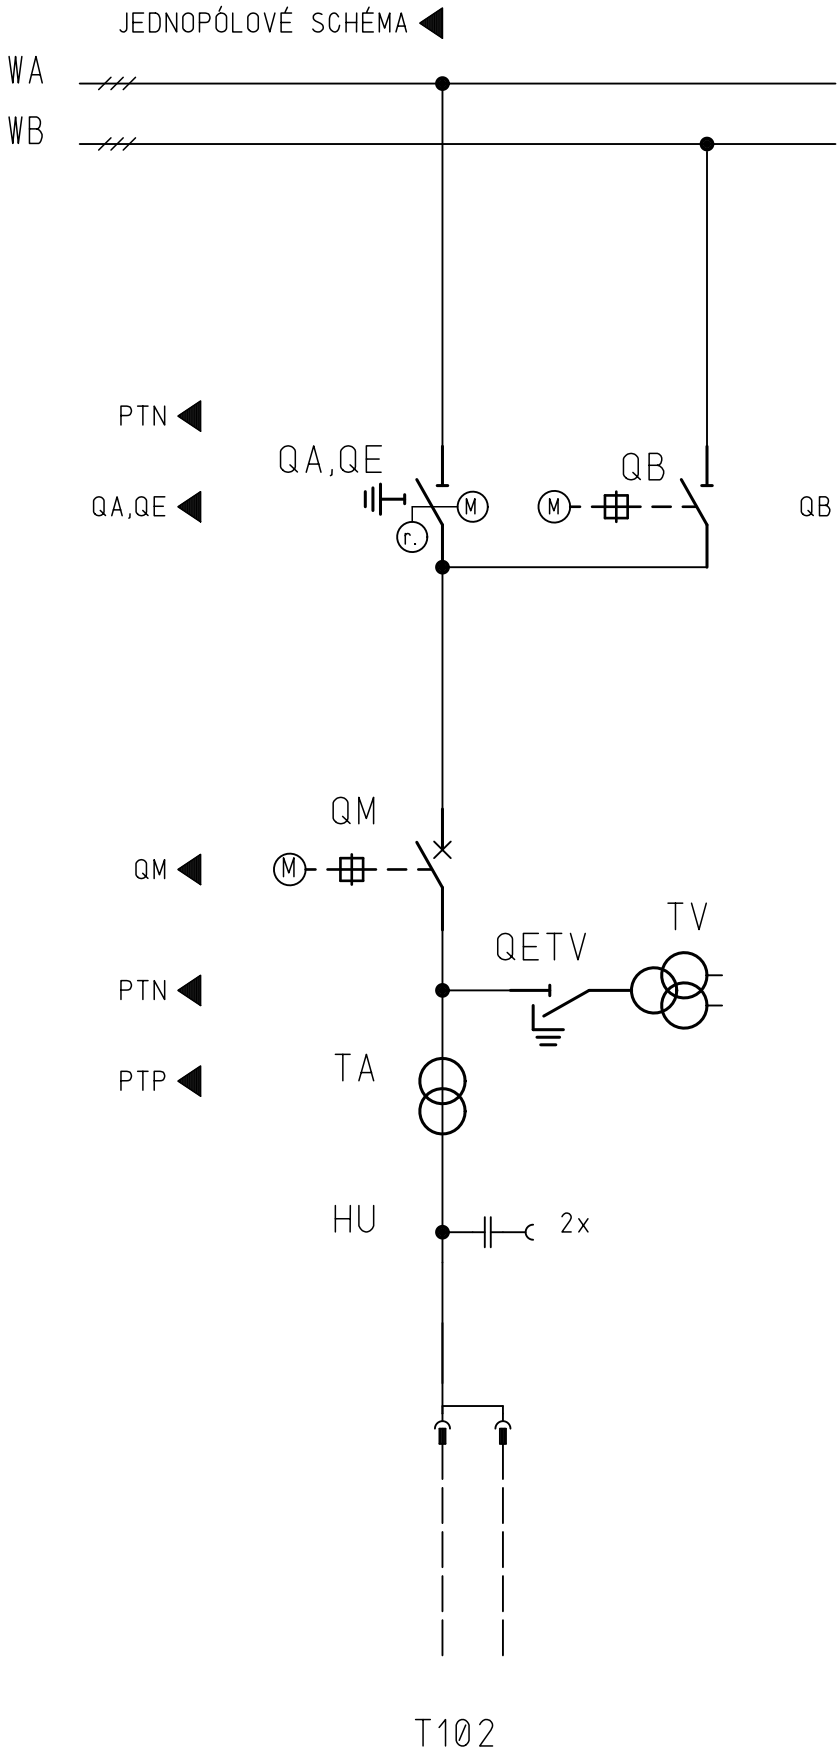 JEDNOPÓLOVÉ SCHÉMA
WA
WB
PTN
QA,QE
QB
QA,QE
M
M
QB
r.
QM
QM
M
TV
QETV
PTN
TA
PTP
HU
2x
T102